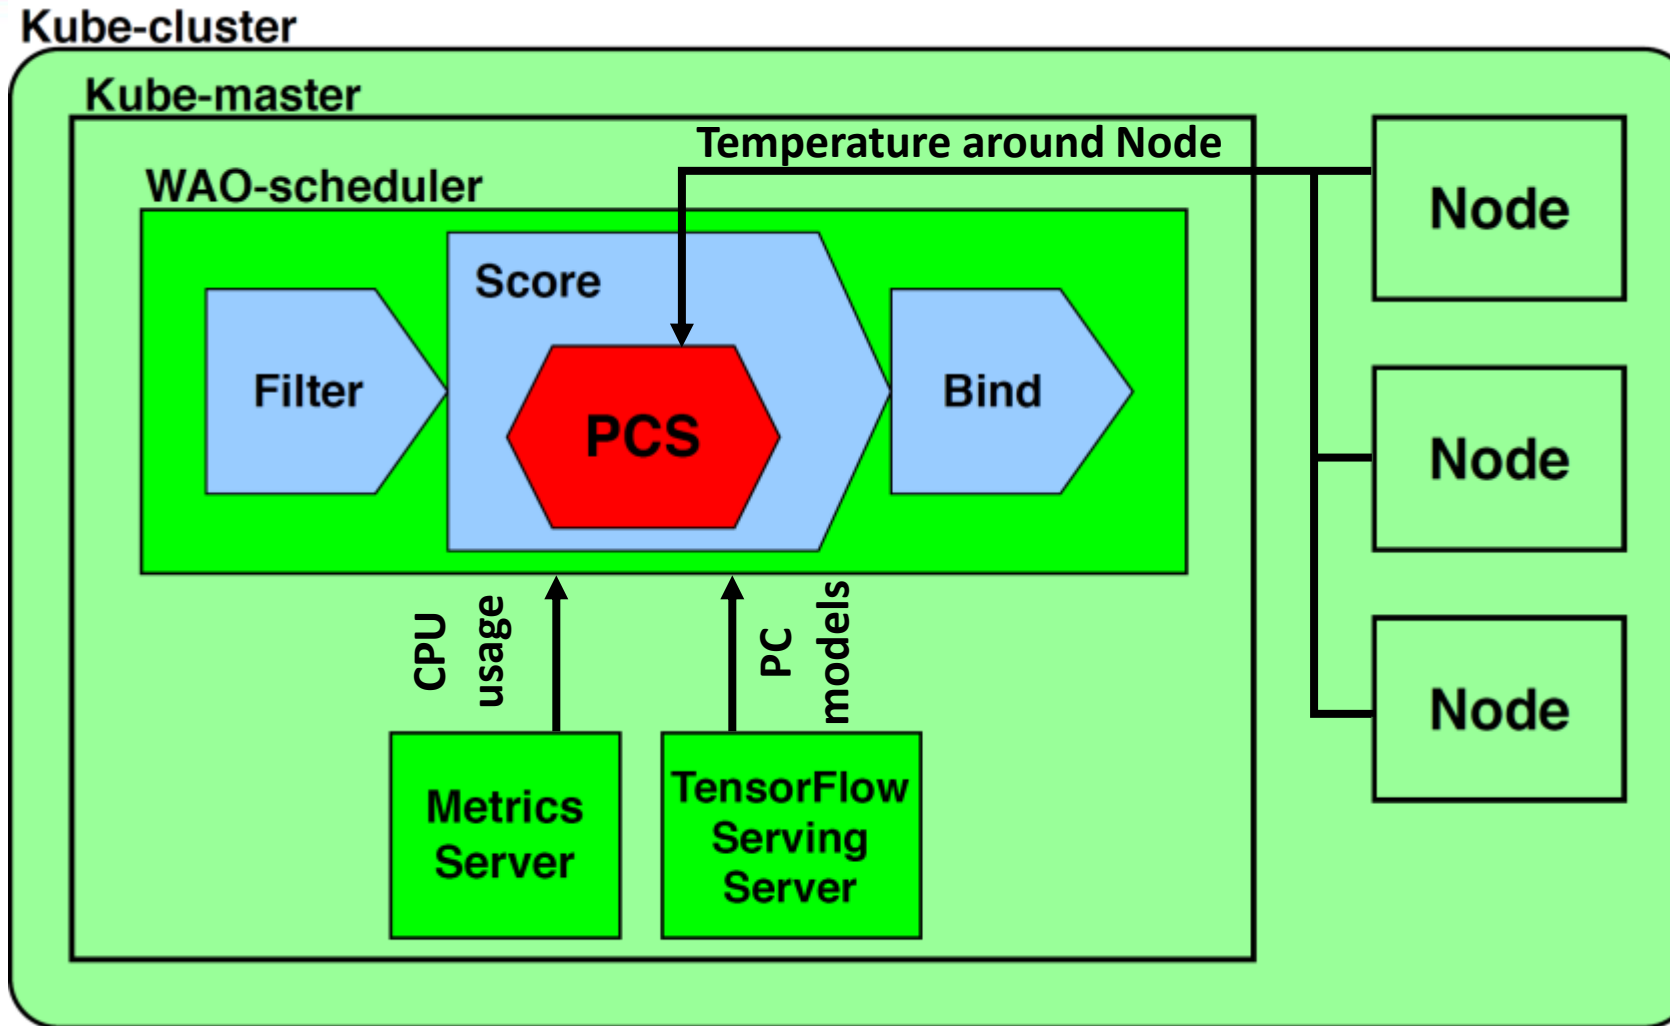 Kube-cluster
Kube-master
Temperature around Node
WAO-scheduler
Score
Filter
PCS
Bind
CPU
usage
PC
models
Metrics
Server
TensorFlow
Serving
Server
Node
Node
Node